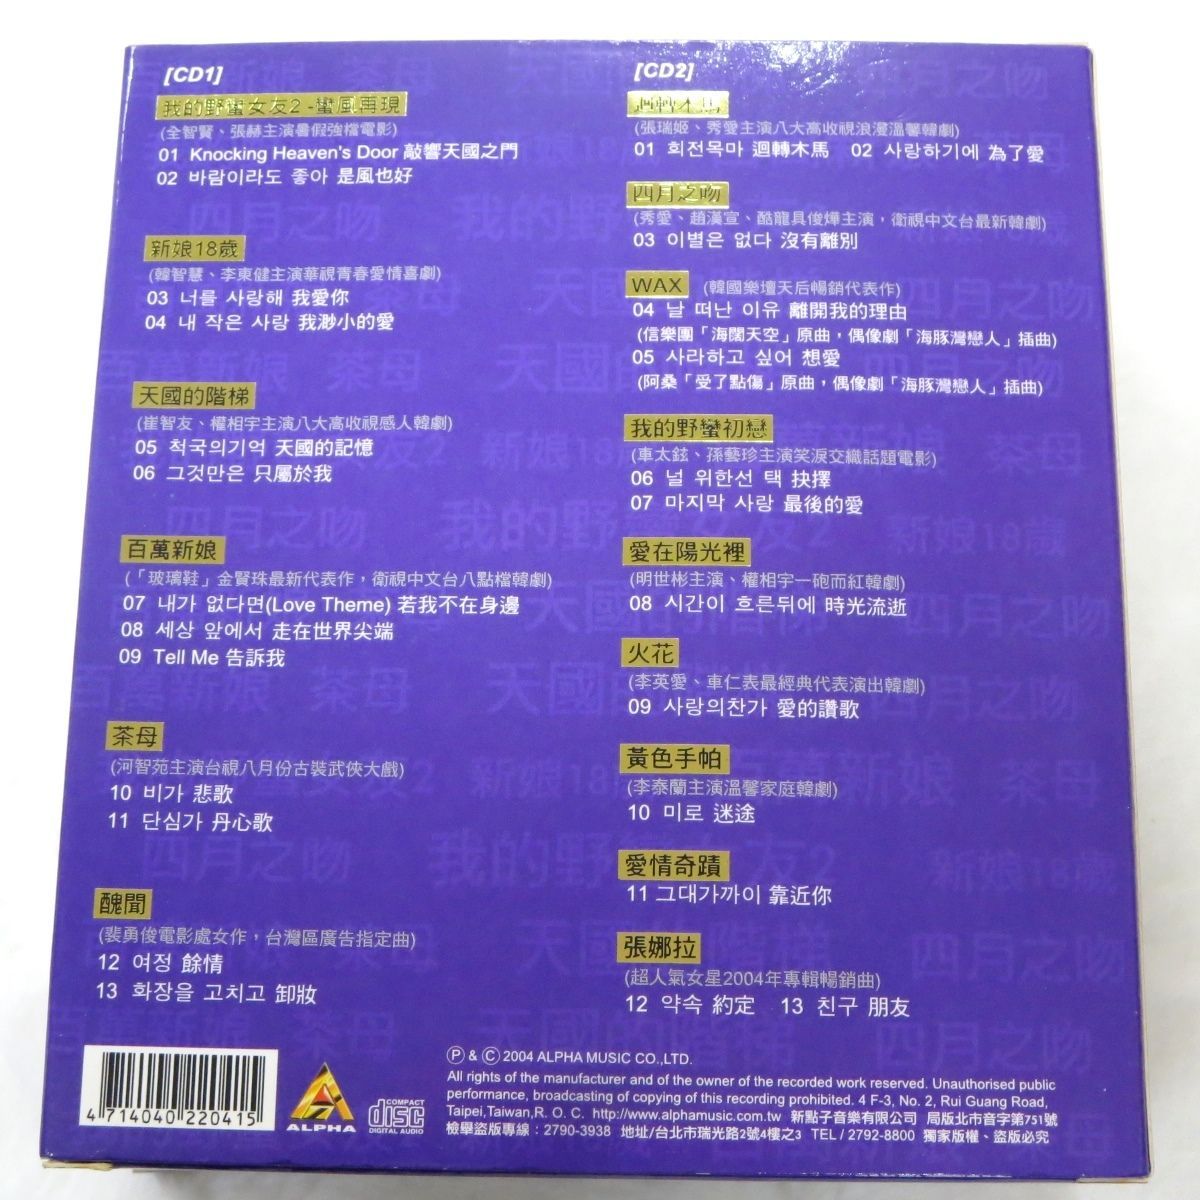 [CD1]
我的野蠻女友2-蠻風再現
(全智賢、張赫主演暑假強檔電影)
01 Knocking Heaven's Door 敲響天國之門
02 바람이라도 좋아 是風也好
新娘18歲
(韓智慧、李東健主演華視青春愛情喜劇)
03 너를 사랑해 我愛你
04 내 작은 사랑 我渺小的愛
天國的階梯
(崔智友、權相宇主演八大高收視感人韓劇)
05 척국의기억 天國的記憶
06 그것만은 只屬於我
百萬新娘
(「玻璃鞋」金賢珠最新代表作，衛視中文台八點檔韓劇)
07 내가 없다면(Love Theme) 若我不在身邊
08 세상 앞에서 走在世界尖端
09 Tell Me 告訴我
茶母
(河智苑主演台視八月份古裝武俠大戲)
10 비가 悲歌
11 단심가 丹心歌
醜聞
(裴勇俊電影處女作，台灣區廣告指定曲)
12 여정 餘情
13 화장을 고치고 卸妝
[CD2]
迴轉木馬
(張瑞姬、秀愛主演八大高收視浪漫溫馨韓劇)
01 회전목마 迴轉木馬 02 사랑하기에 為了愛
四月之吻
(秀愛、趙漢宣、酷龍具俊燁主演，衛視中文台最新韓劇)
03 이별은 없다 沒有離別
WAX (韓國樂壇天后暢銷代表作)
04 날 떠난 이유 離開我的理由
(信樂團「海闊天空」原曲，偶像劇「海豚灣戀人」插曲)
05 사라하고 싶어 想愛
(阿桑「受了點傷」原曲，偶像劇「海豚灣戀人」插曲)
我的野蠻初戀
(車太鉉、孫藝珍主演笑淚交織話題電影)
06 널 위한선 택 抉擇
07 마지막 사랑 最後的愛
愛在陽光裡
(明世彬主演、權相宇一砲而紅韓劇)
08 시간이 흐른뒤에 時光流逝
火花
(李英愛、車仁表最經典代表演出韓劇)
09 사랑의찬가 愛的讚歌
黃色手帕
(李泰蘭主演溫馨家庭韓劇)
10 미로 迷途
愛情奇蹟
11 그대가까이 靠近你
張娜拉
(超人氣女星2004年專輯暢銷曲)
12 약속 約定 13 친구 朋友
4 714040 220415
ALPHA
COMPACT
disc
DIGITAL AUDIO
Ⓟ & Ⓒ 2004 ALPHA MUSIC CO.,LTD.
All rights of the manufacturer and of the owner of the recorded work reserved. Unauthorised public
performance, broadcasting of copying of this recording prohibited. 4 F-3, No. 2, Rui Guang Road,
Taipei,Taiwan,R. O. C. http://www.alphamusic.com.tw 新點子音樂有限公司 局版北市音字第751號
檢舉盜版專線：2790-3938 地址/台北市瑞光路2號4樓之3 TEL / 2792-8800 獨家版權、盜版必究